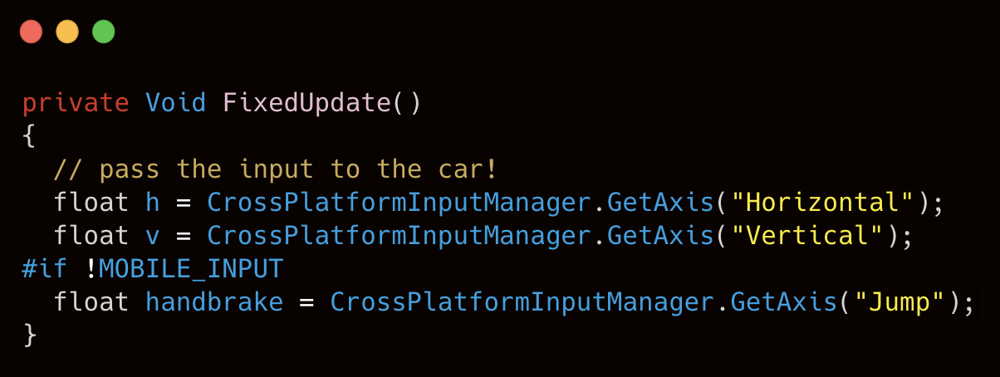 private Void FixedUpdate()
{
  // pass the input to the car!
  float h = CrossPlatformInputManager.GetAxis("Horizontal");
  float v = CrossPlatformInputManager.GetAxis("Vertical");
#if !MOBILE_INPUT
  float handbrake = CrossPlatformInputManager.GetAxis("Jump");
}